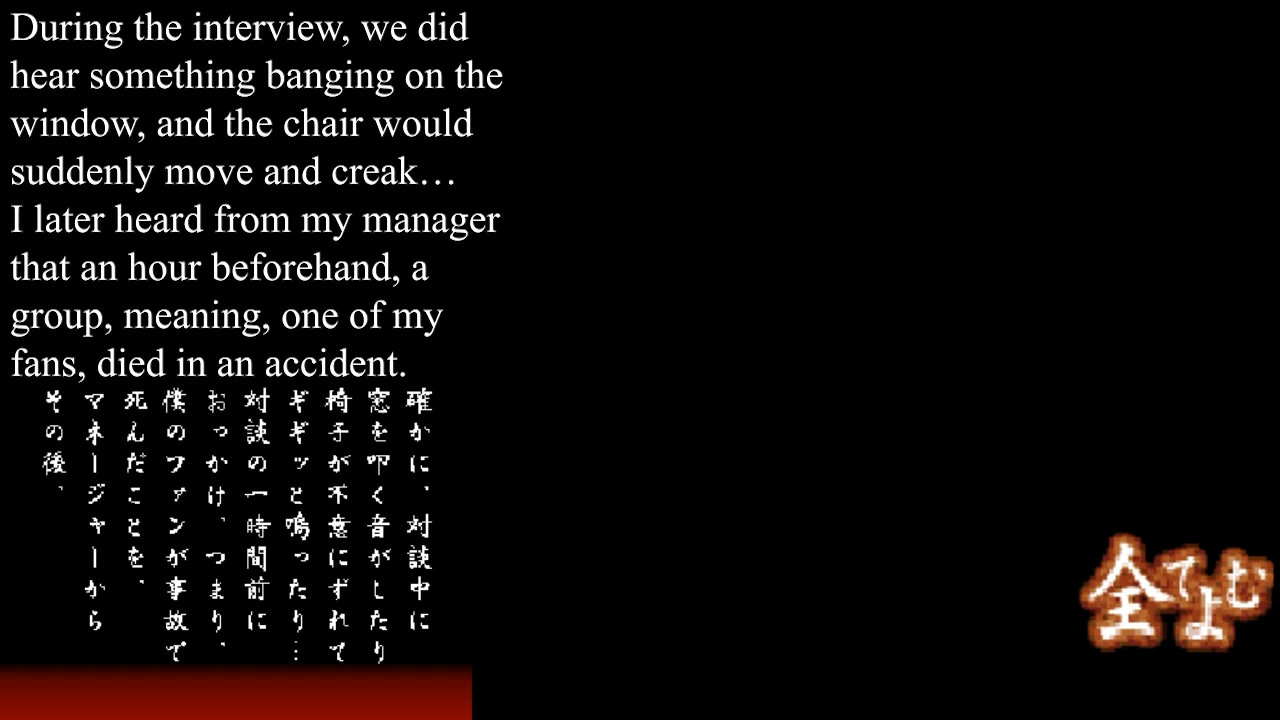 During the interview, we did
hear something banging on the
window, and the chair would
suddenly move and creak…
I later heard from my manager
that an hour beforehand, a
group, meaning, one of my
fans, died in an accident.
確かに、対談中に
窓を叩く音がしたり
椅子が不意にずれて
ギギッと鳴ったり…
対談の一時間前に
おっかけ、つまり、
僕のファンが事故で
死んだことを、
マネージャーから
その後、
全てよむ